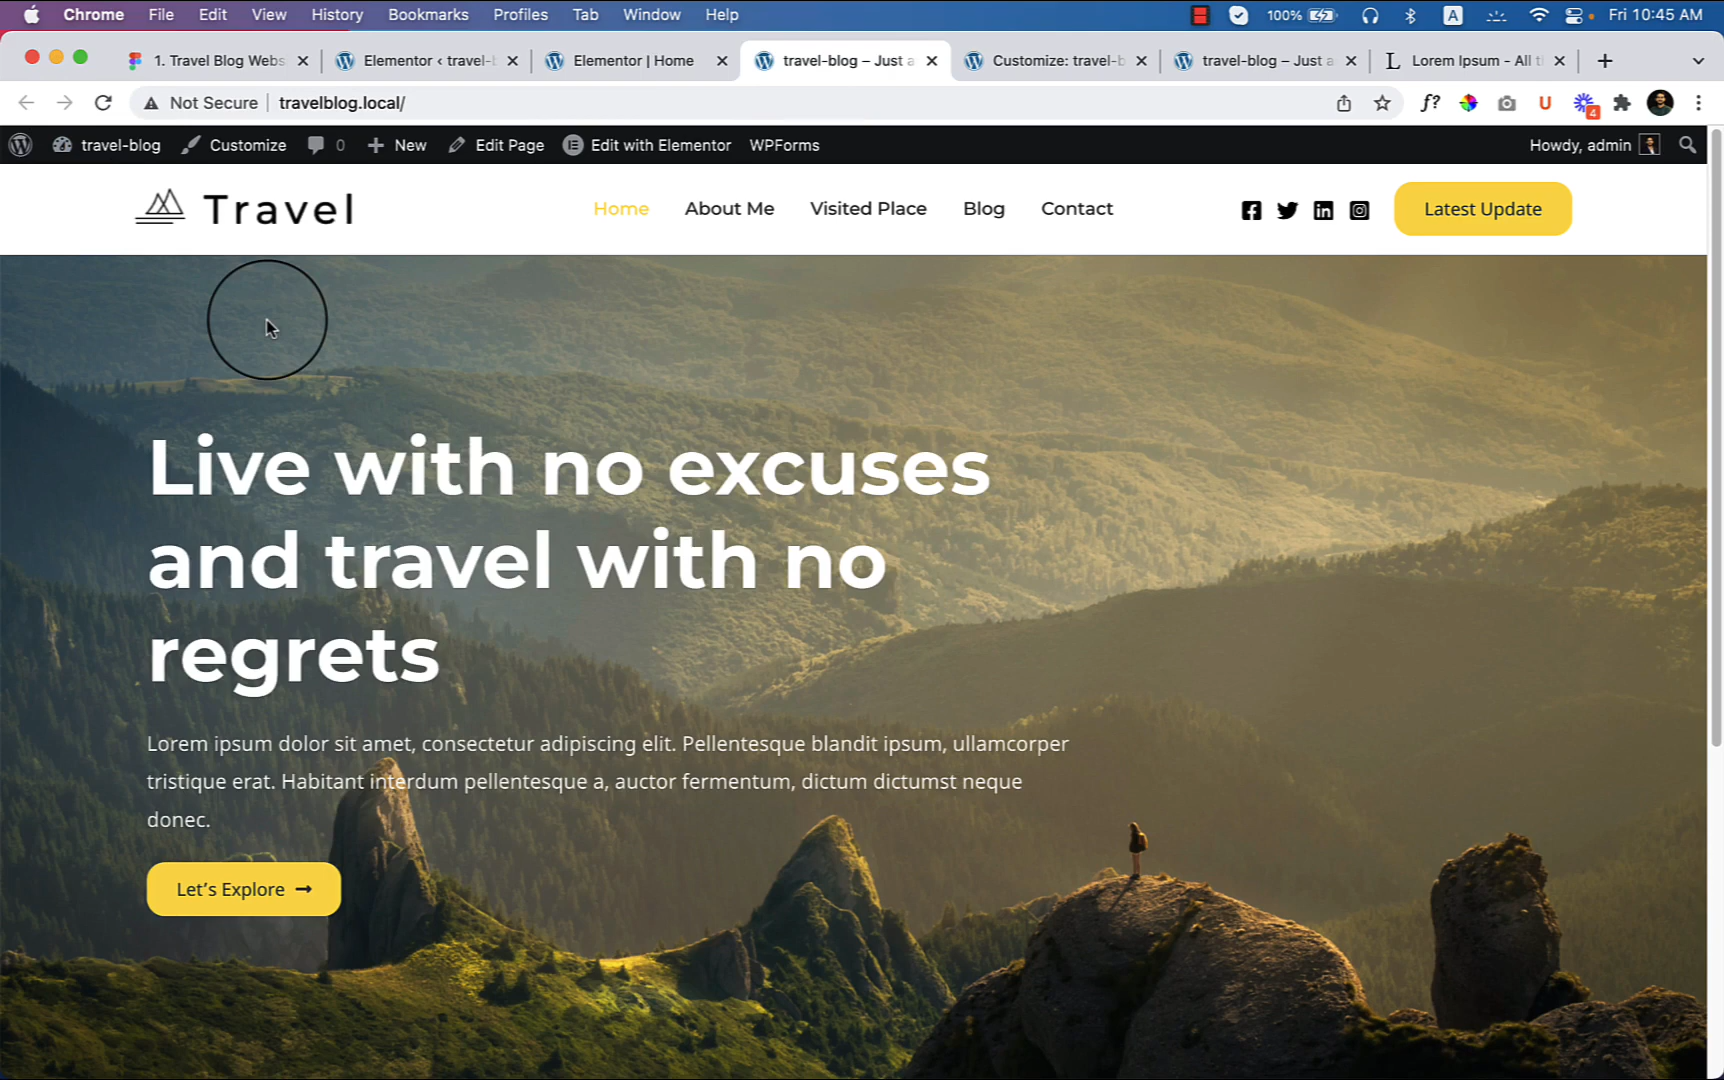 Chrome File Edit View History Bookmarks Profiles Tab Window Help 100% A Fri 10:45 AM
1. Travel Blog Webs Elementor ‹ travel-b Elementor | Home travel-blog – Just a Customize: travel-b travel-blog – Just a L Lorem Ipsum - All t
Not Secure travelblog.local/ f? U 4
travel-blog Customize 0 New Edit Page Edit with Elementor WPForms Howdy, admin
Travel Home About Me Visited Place Blog Contact Latest Update
Live with no excuses
and travel with no
regrets
Lorem ipsum dolor sit amet, consectetur adipiscing elit. Pellentesque blandit ipsum, ullamcorper
tristique erat. Habitant interdum pellentesque a, auctor fermentum, dictum dictumst neque
donec.
Let's Explore